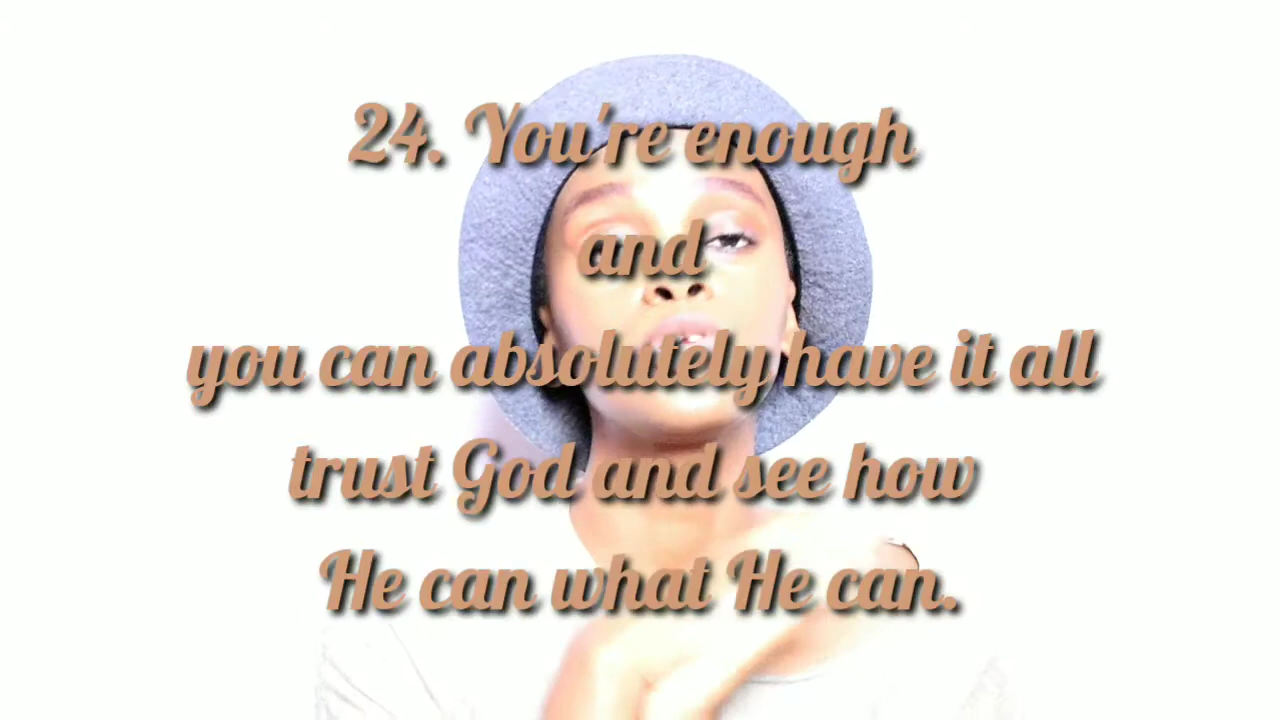 24. You're enough
and
you can absolutely have it all
trust God and see how
He can what He can.